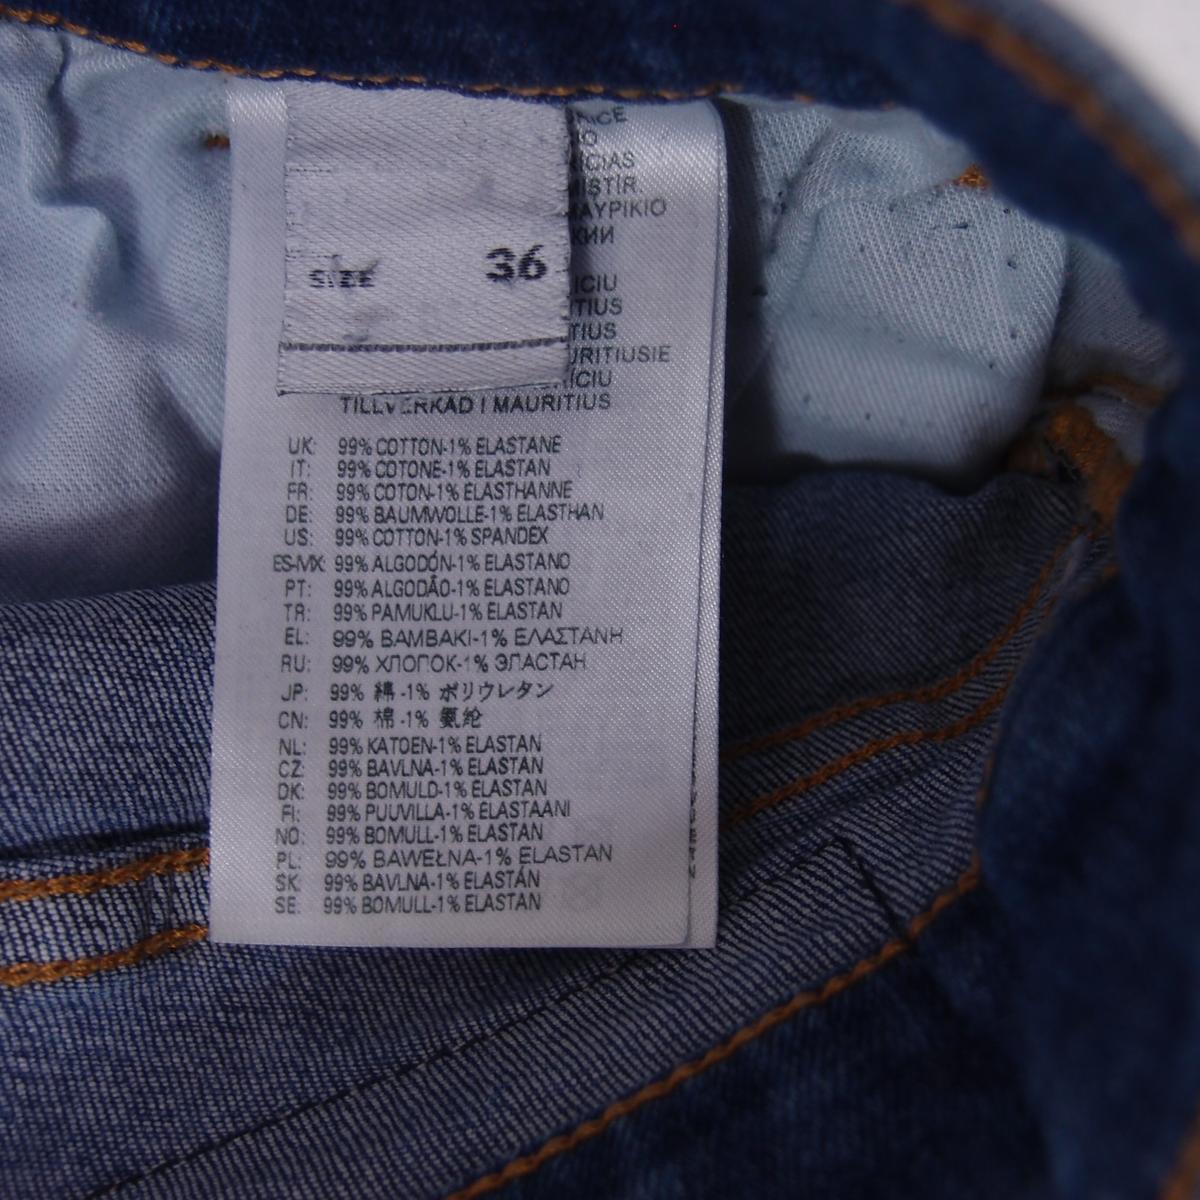 SIZE 36
TILLVERKAD I MAURITIUS
UK: 99% COTTON-1% ELASTANE
IT: 99% COTONE-1% ELASTAN
FR: 99% COTON-1% ELASTHANNE
DE: 99% BAUMWOLLE-1% ELASTHAN
US: 99% COTTON-1% SPANDEX
ES-MX: 99% ALGODÓN-1% ELASTANO
PT: 99% ALGODÃO-1% ELASTANO
TR: 99% PAMUKLU-1% ELASTAN
EL: 99% ΒΑΜΒΑΚΙ-1% ΕΛΑΣΤΑΝΗ
RU: 99% ХЛОПОК-1% ЭЛАСТАН
JP: 99% 綿 -1% ポリウレタン
CN: 99% 棉 -1% 氨纶
NL: 99% KATOEN-1% ELASTAN
CZ: 99% BAVLNA-1% ELASTAN
DK: 99% BOMULD-1% ELASTAN
FI: 99% PUUVILLA-1% ELASTAANI
NO: 99% BOMULL-1% ELASTAN
PL: 99% BAWEŁNA-1% ELASTAN
SK: 99% BAVLNA-1% ELASTÁN
SE: 99% BOMULL-1% ELASTAN